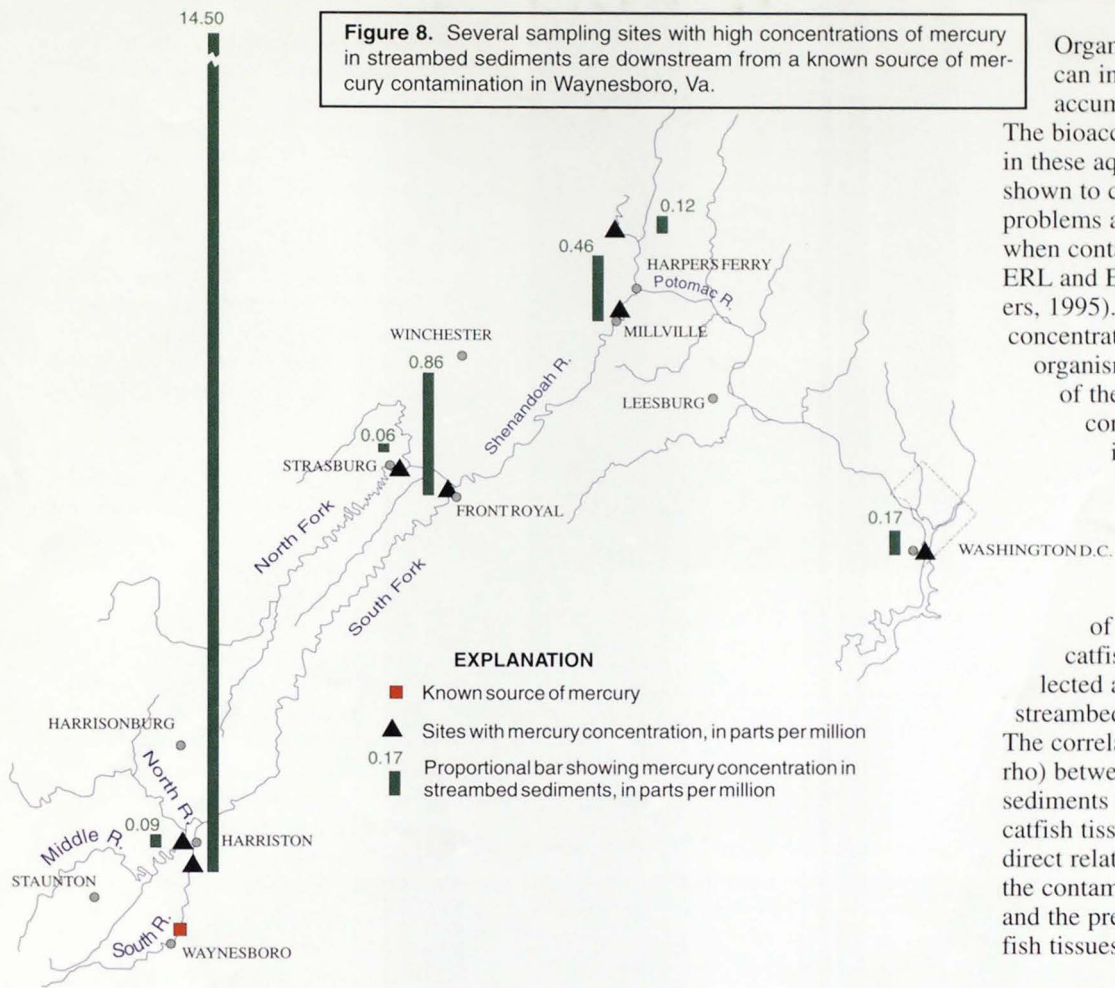 14.50
Figure 8. Several sampling sites with high concentrations of mercury
in streambed sediments are downstream from a known source of mer-
cury contamination in Waynesboro, Va.
0.12
0.46
HARPERS FERRY
Potomac R.
MILLVILLE
WINCHESTER
0.86
Shenandoah R.
LEESBURG
0.06
STRASBURG
FRONT ROYAL
North Fork
South Fork
0.17
WASHINGTON D.C.
EXPLANATION
Known source of mercury
Sites with mercury concentration, in parts per million
0.17
Proportional bar showing mercury concentration in
streambed sediments, in parts per million
HARRISONBURG
North R.
0.09
Middle R.
HARRISTON
STAUNTON
South R.
WAYNESBORO
The bioacc
in these aq
shown to c
problems a
when cont
ERL and E
ers, 1995).
concentrat
organism
of the
of
catfis
lected a
streambed
The correla
rho) betwee
sediments
catfish tiss
direct relat
the contam
and the pre
fish tissues